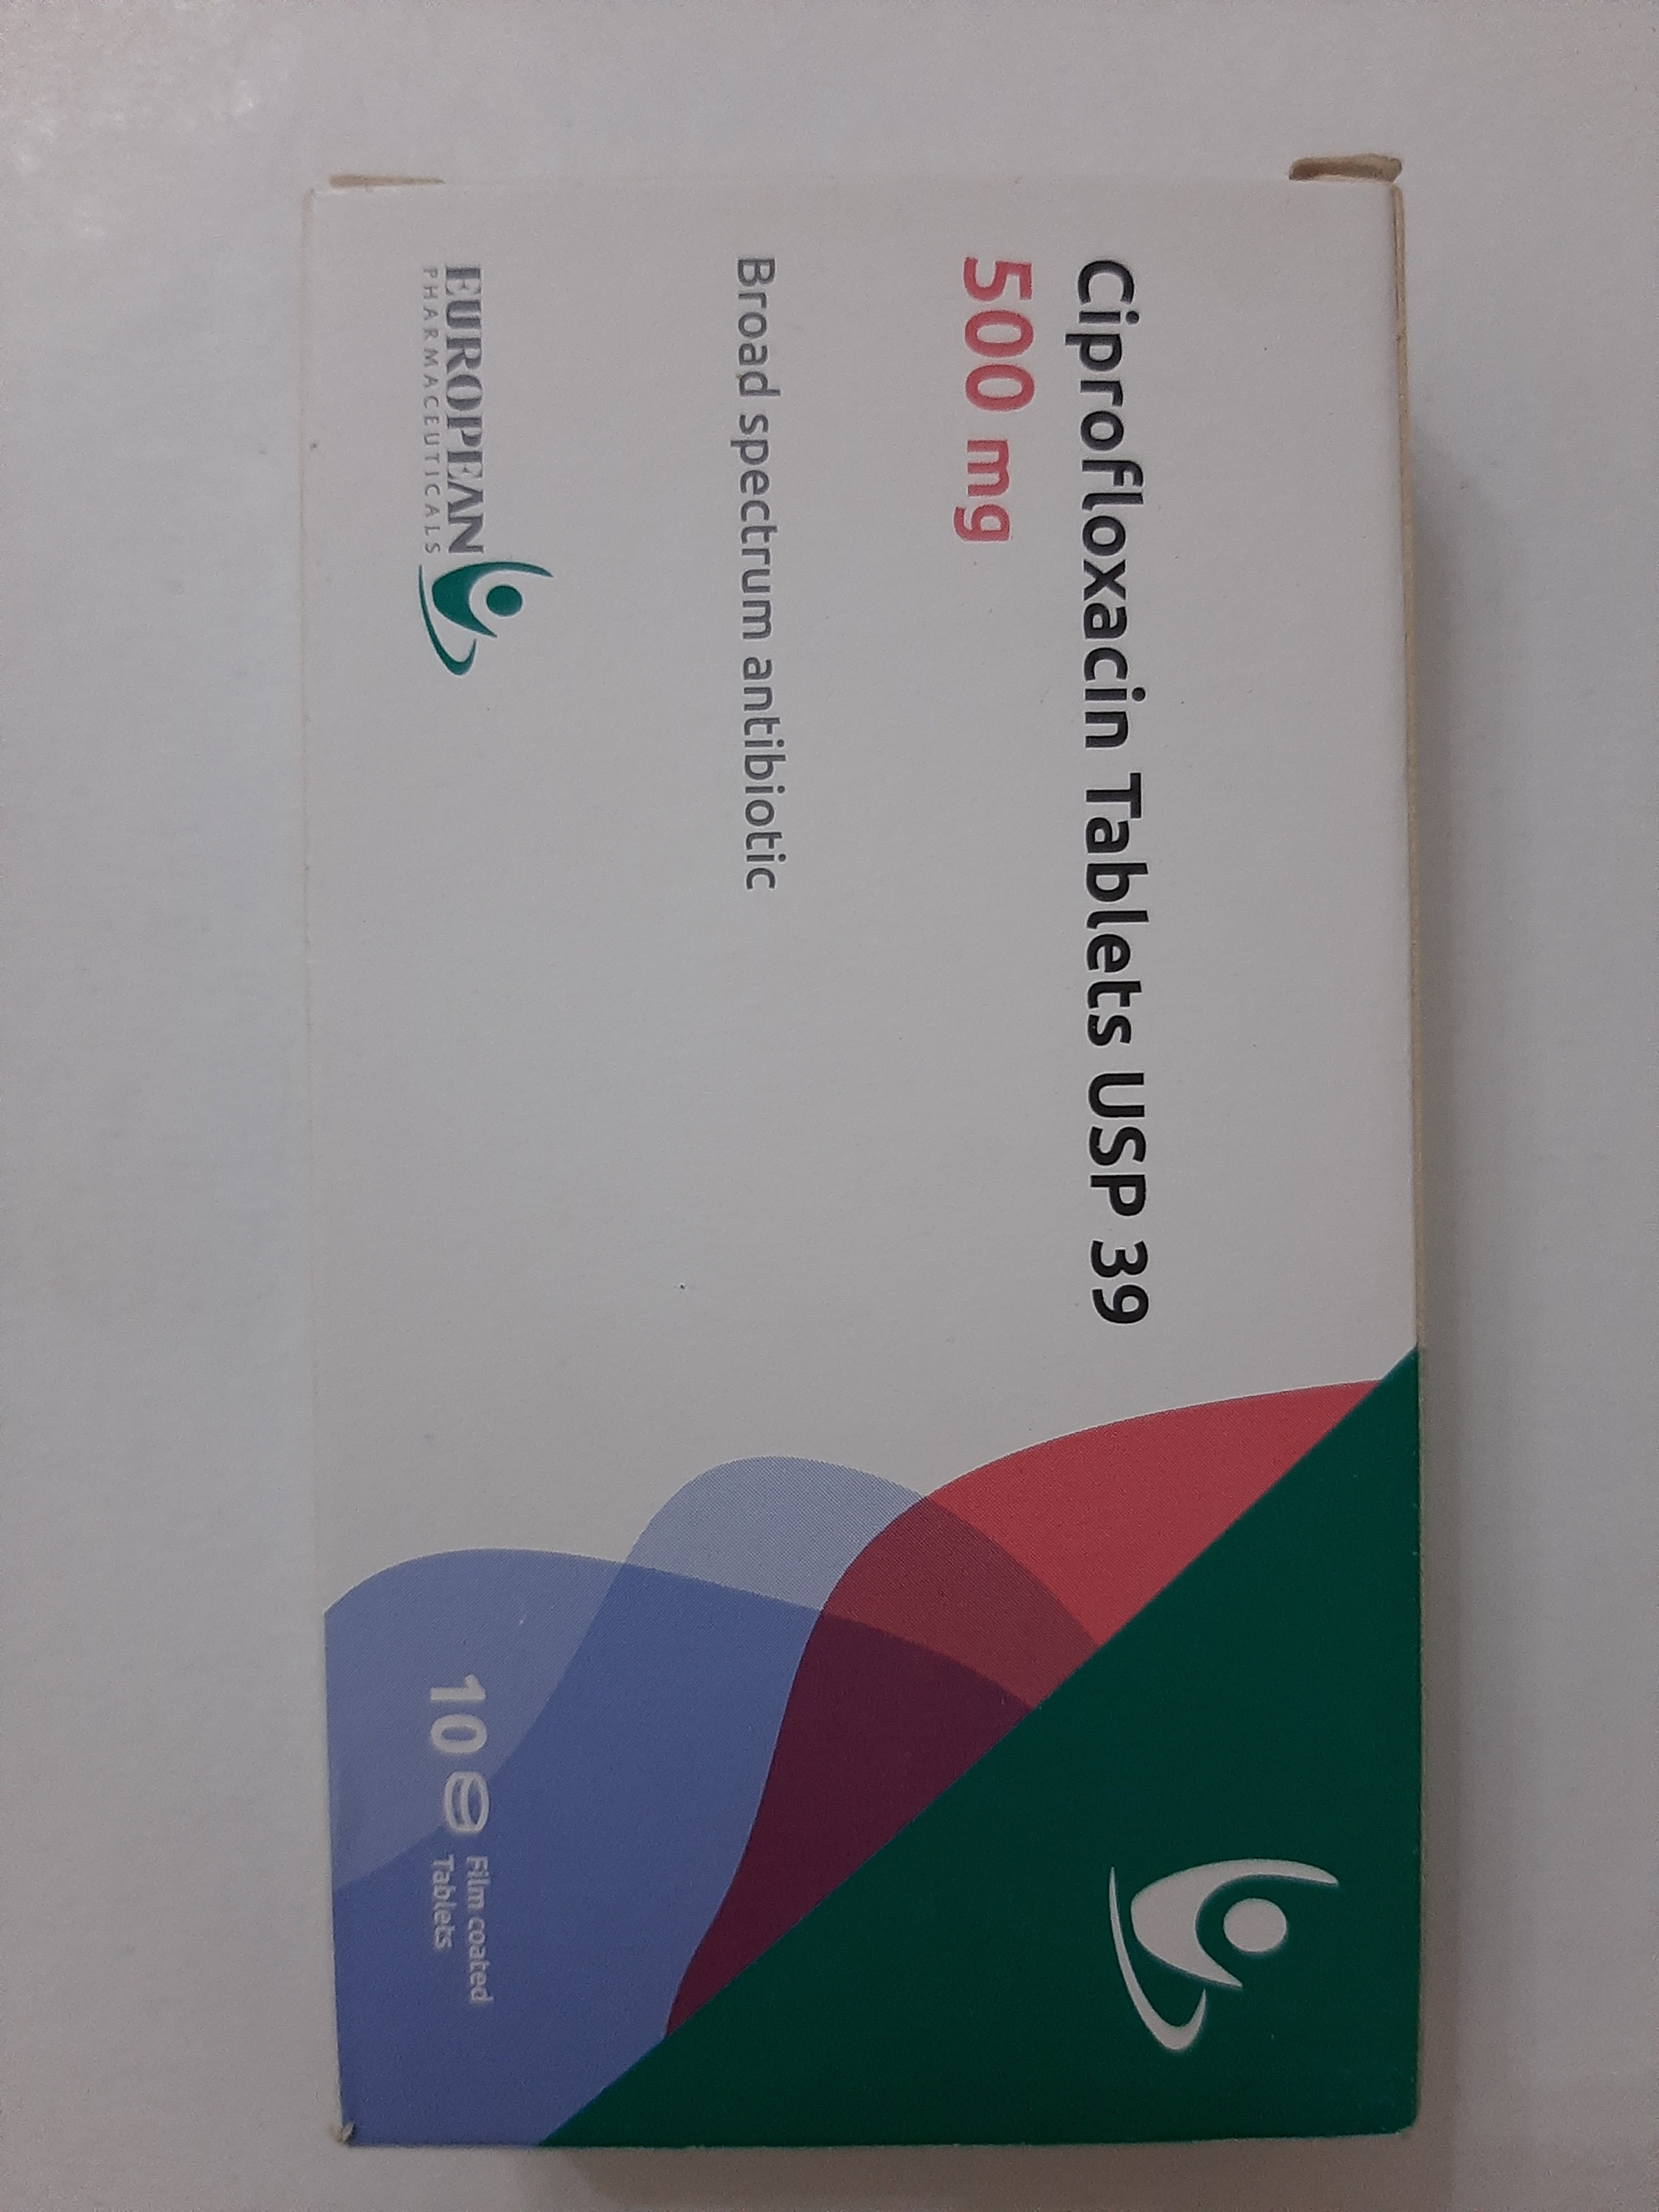 Ciprofloxacin Tablets USP 39
500 mg
Broad spectrum antibiotic
EUROPEAN
PHARMACEUTICALS
10 Film coated
Tablets